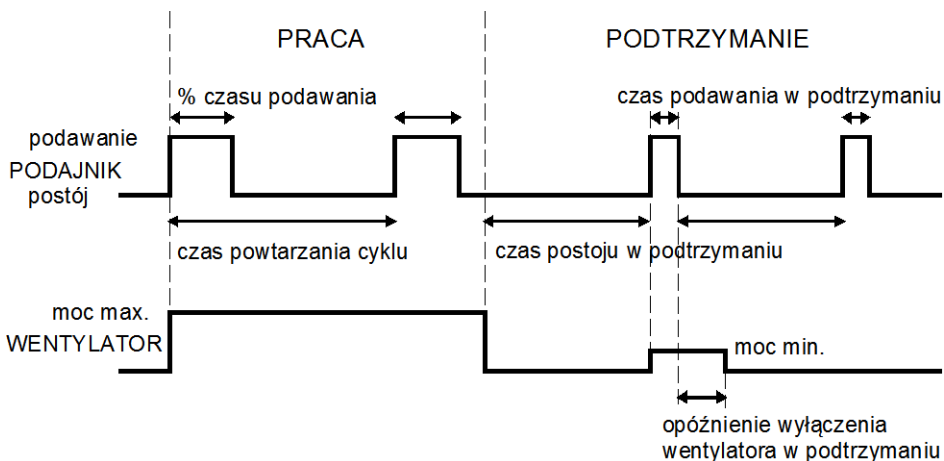 PRACA
PODTRZYMANIE
% czasu podawania
czas podawania w podtrzymaniu
podawanie
PODAJNIK
postój
czas powtarzania cyklu
czas postoju w podtrzymaniu
moc max.
WENTYLATOR
moc min.
opóźnienie wyłączenia
wentylatora w podtrzymaniu